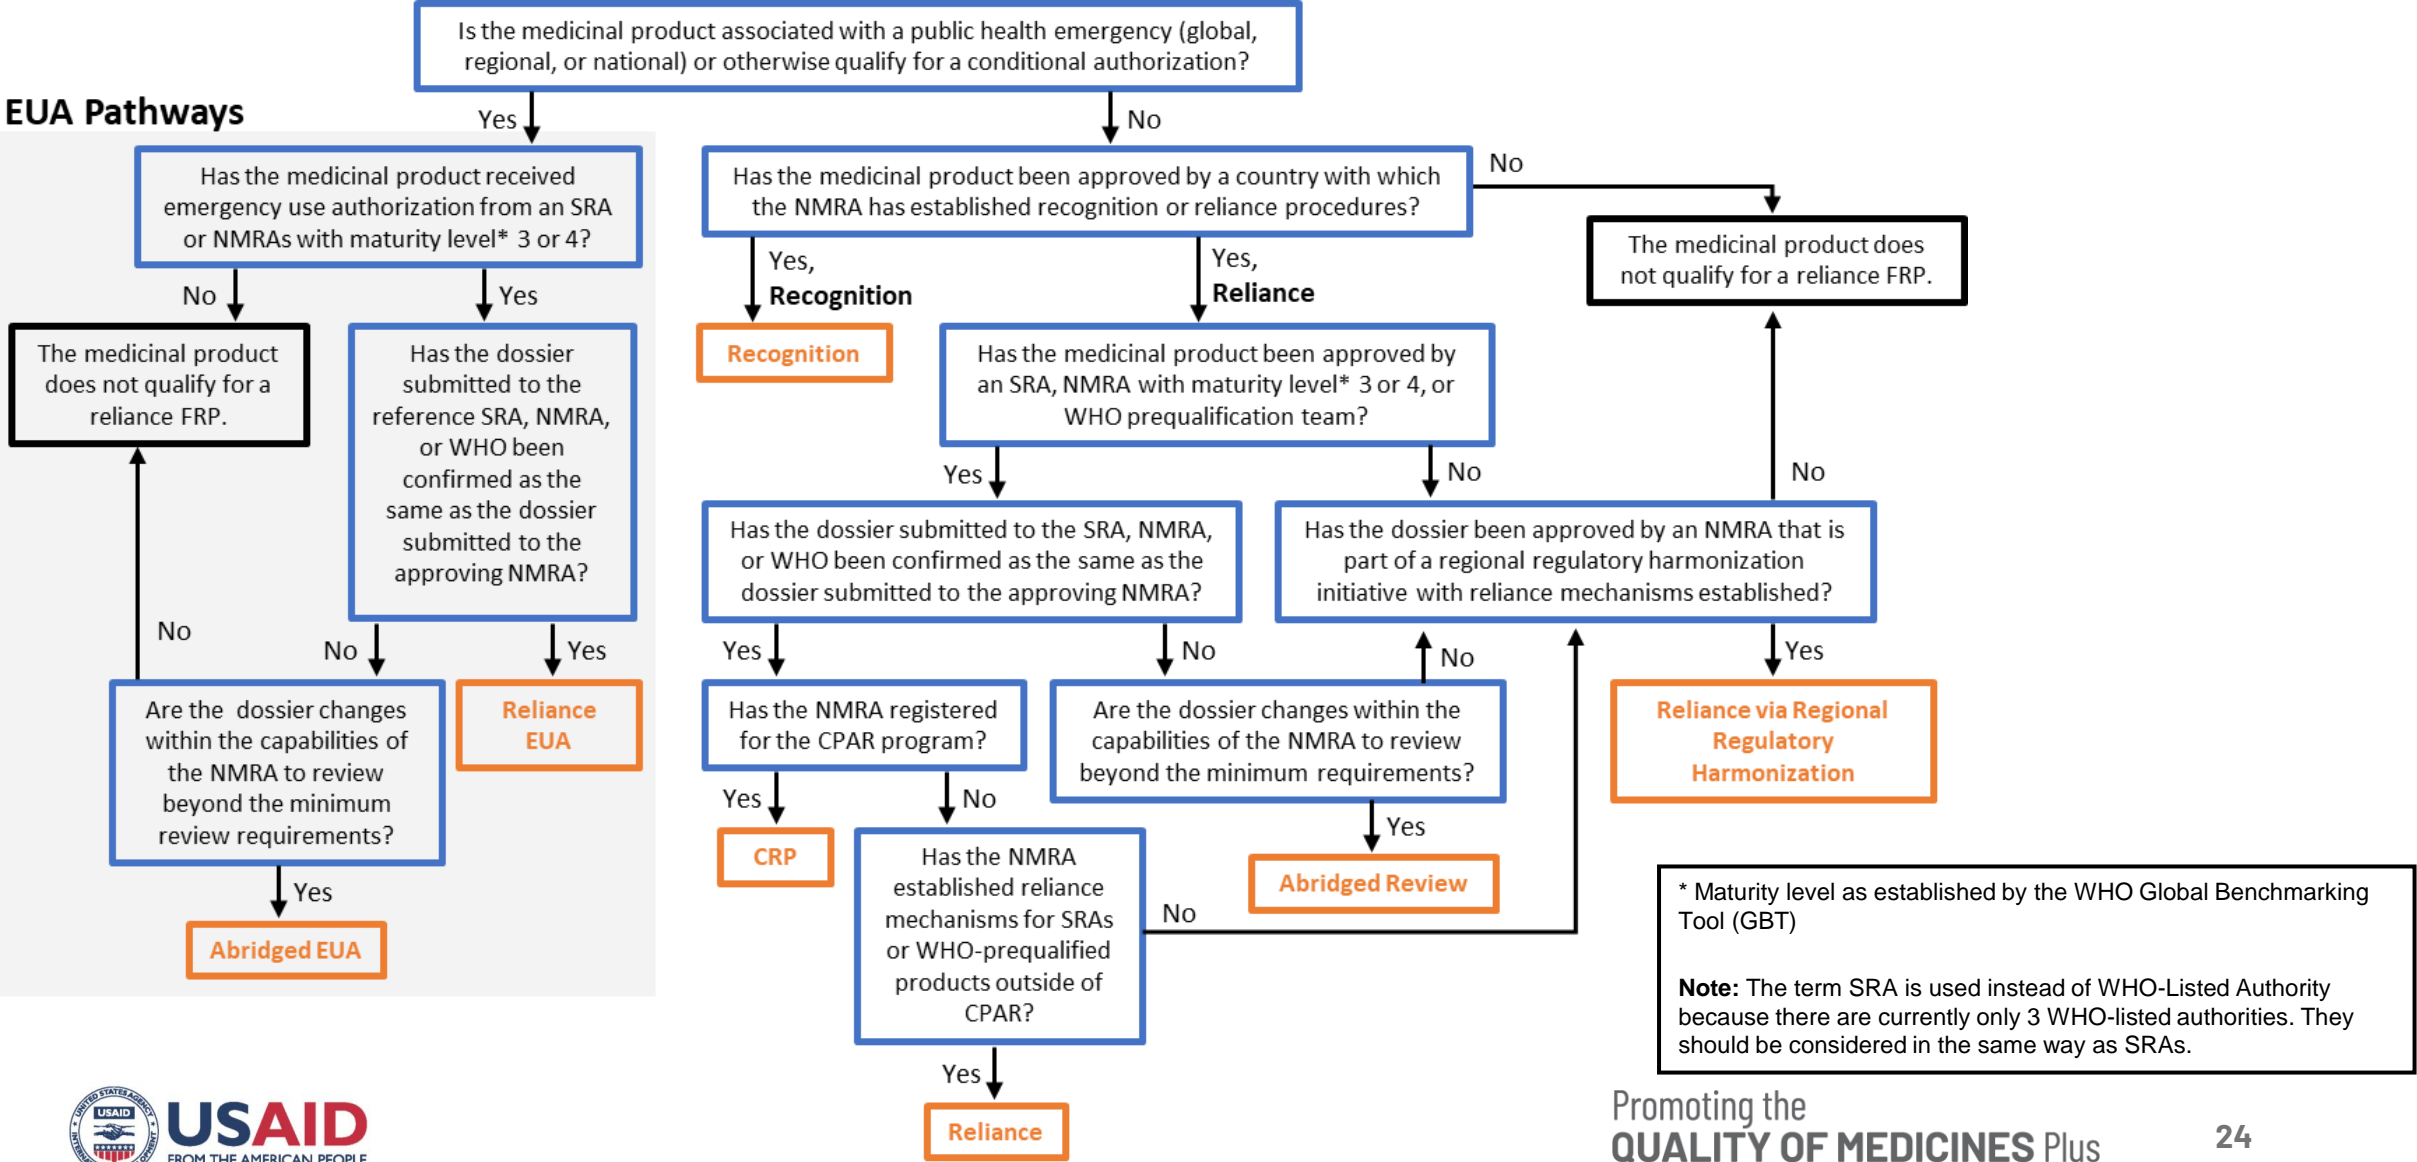 Is the medicinal product associated with a public health emergency (global,
regional, or national) or otherwise qualify for a conditional authorization?
EUA Pathways
Yes
No
Has the medicinal product received
emergency use authorization from an SRA
or NMRAs with maturity level* 3 or 4?
No
Yes
The medicinal product
does not qualify for a
reliance FRP.
Has the dossier
submitted to the
reference SRA, NMRA,
or WHO been
confirmed as the
same as the dossier
submitted to the
approving NMRA?
No
No
Yes
Are the dossier changes
within the capabilities of
the NMRA to review
beyond the minimum
review requirements?
Reliance
EUA
Yes
Abridged EUA
Has the medicinal product been approved by a country with which
the NMRA has established recognition or reliance procedures?
No
The medicinal product does
not qualify for a reliance FRP.
Yes,
Recognition
Yes,
Reliance
Recognition
Has the medicinal product been approved by
an SRA, NMRA with maturity level* 3 or 4, or
WHO prequalification team?
Yes
No
No
Has the dossier submitted to the SRA, NMRA,
or WHO been confirmed as the same as the
dossier submitted to the approving NMRA?
Has the dossier been approved by an NMRA that is
part of a regional regulatory harmonization
initiative with reliance mechanisms established?
Yes
No
No
Yes
Has the NMRA registered
for the CPAR program?
Are the dossier changes within the
capabilities of the NMRA to review
beyond the minimum requirements?
Reliance via Regional
Regulatory
Harmonization
Yes
No
Yes
CRP
Has the NMRA
established reliance
mechanisms for SRAs
or WHO-prequalified
products outside of
CPAR?
No
Abridged Review
Yes
Reliance
* Maturity level as established by the WHO Global Benchmarking
Tool (GBT)
Note: The term SRA is used instead of WHO-Listed Authority
because there are currently only 3 WHO-listed authorities. They
should be considered in the same way as SRAs.
UNITED STATES AGENCY
USAID
USAID
FROM THE AMERICAN PEOPLE
Promoting the
QUALITY OF MEDICINES Plus
24